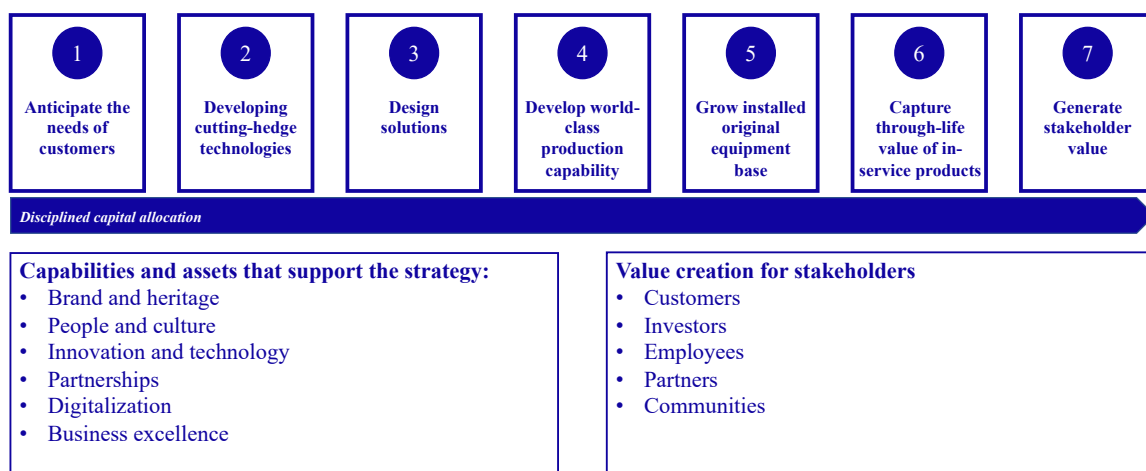 1
Anticipate the
needs of
customers
2
Developing
cutting-hedge
technologies
3
Design
solutions
4
Develop world-
class
production
capability
5
Grow installed
original
equipment
base
6
Capture
through-life
value of in-
service products
7
Generate
stakeholder
value
Disciplined capital allocation
Capabilities and assets that support the strategy:
• Brand and heritage
• People and culture
• Innovation and technology
• Partnerships
• Digitalization
• Business excellence
Value creation for stakeholders
• Customers
• Investors
• Employees
• Partners
• Communities